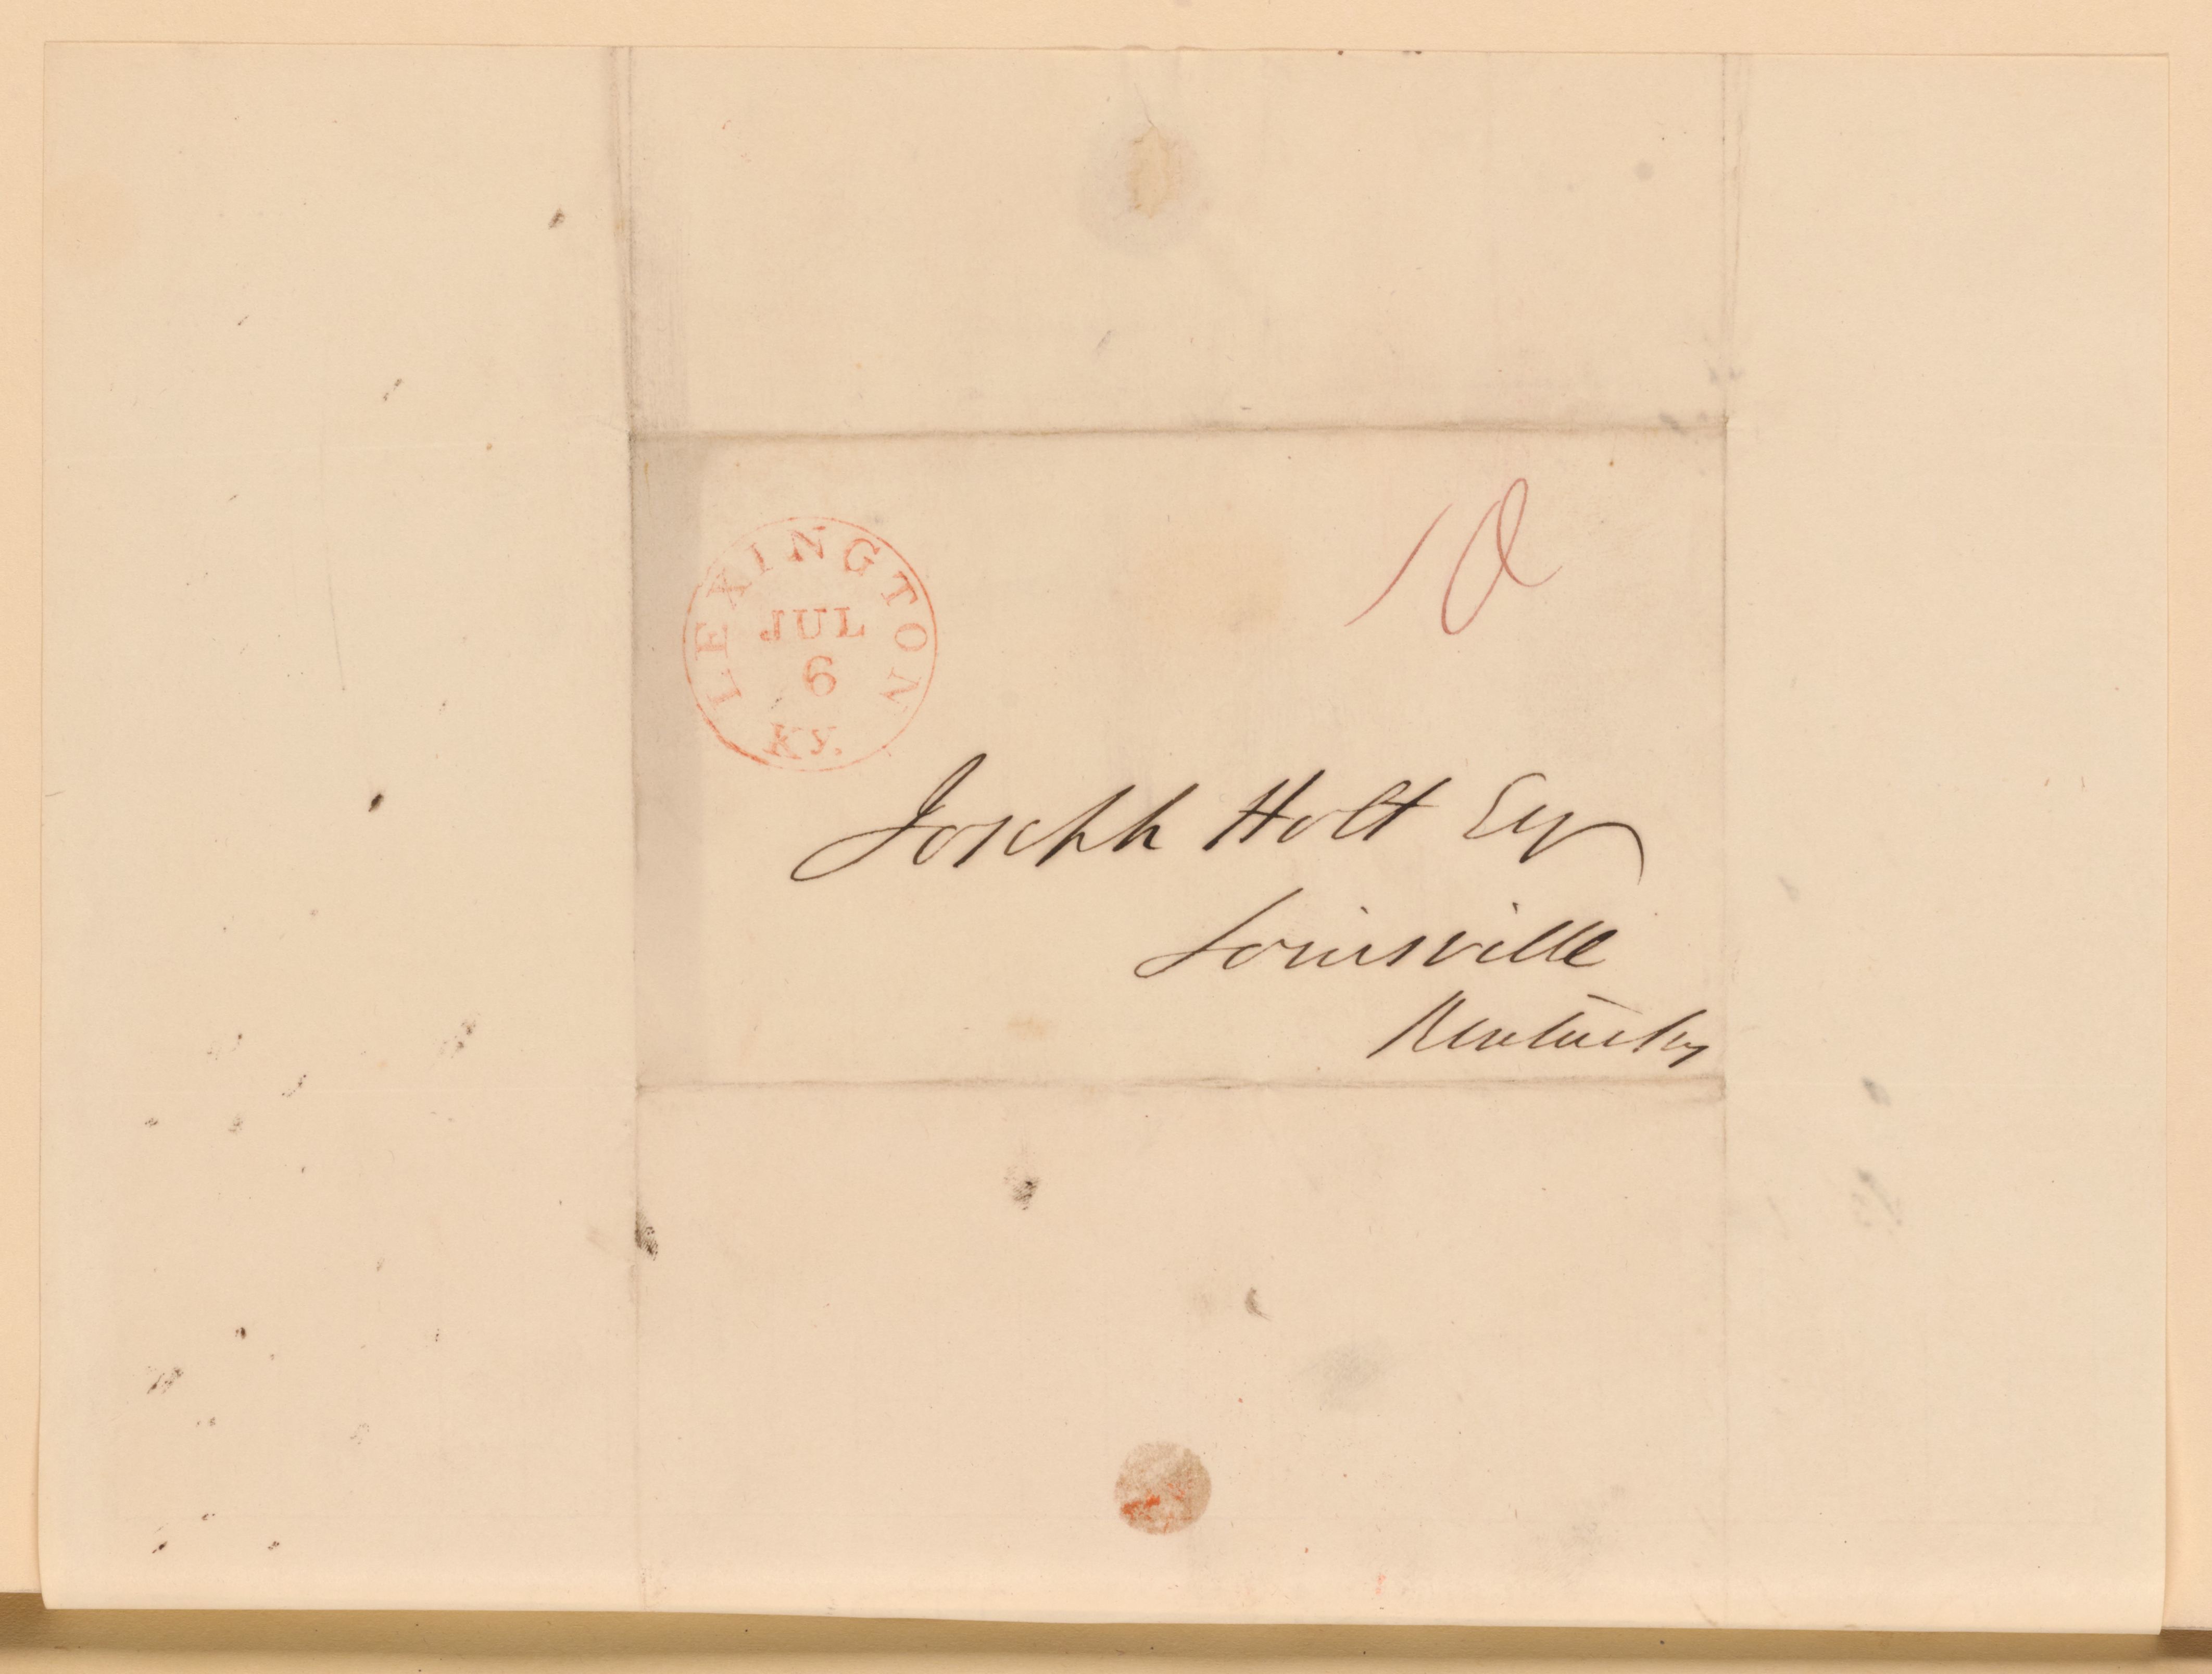 LEXINGTON
JUL
6
KY.
10
Joseph Holt Esq
Louisville
Kentucky